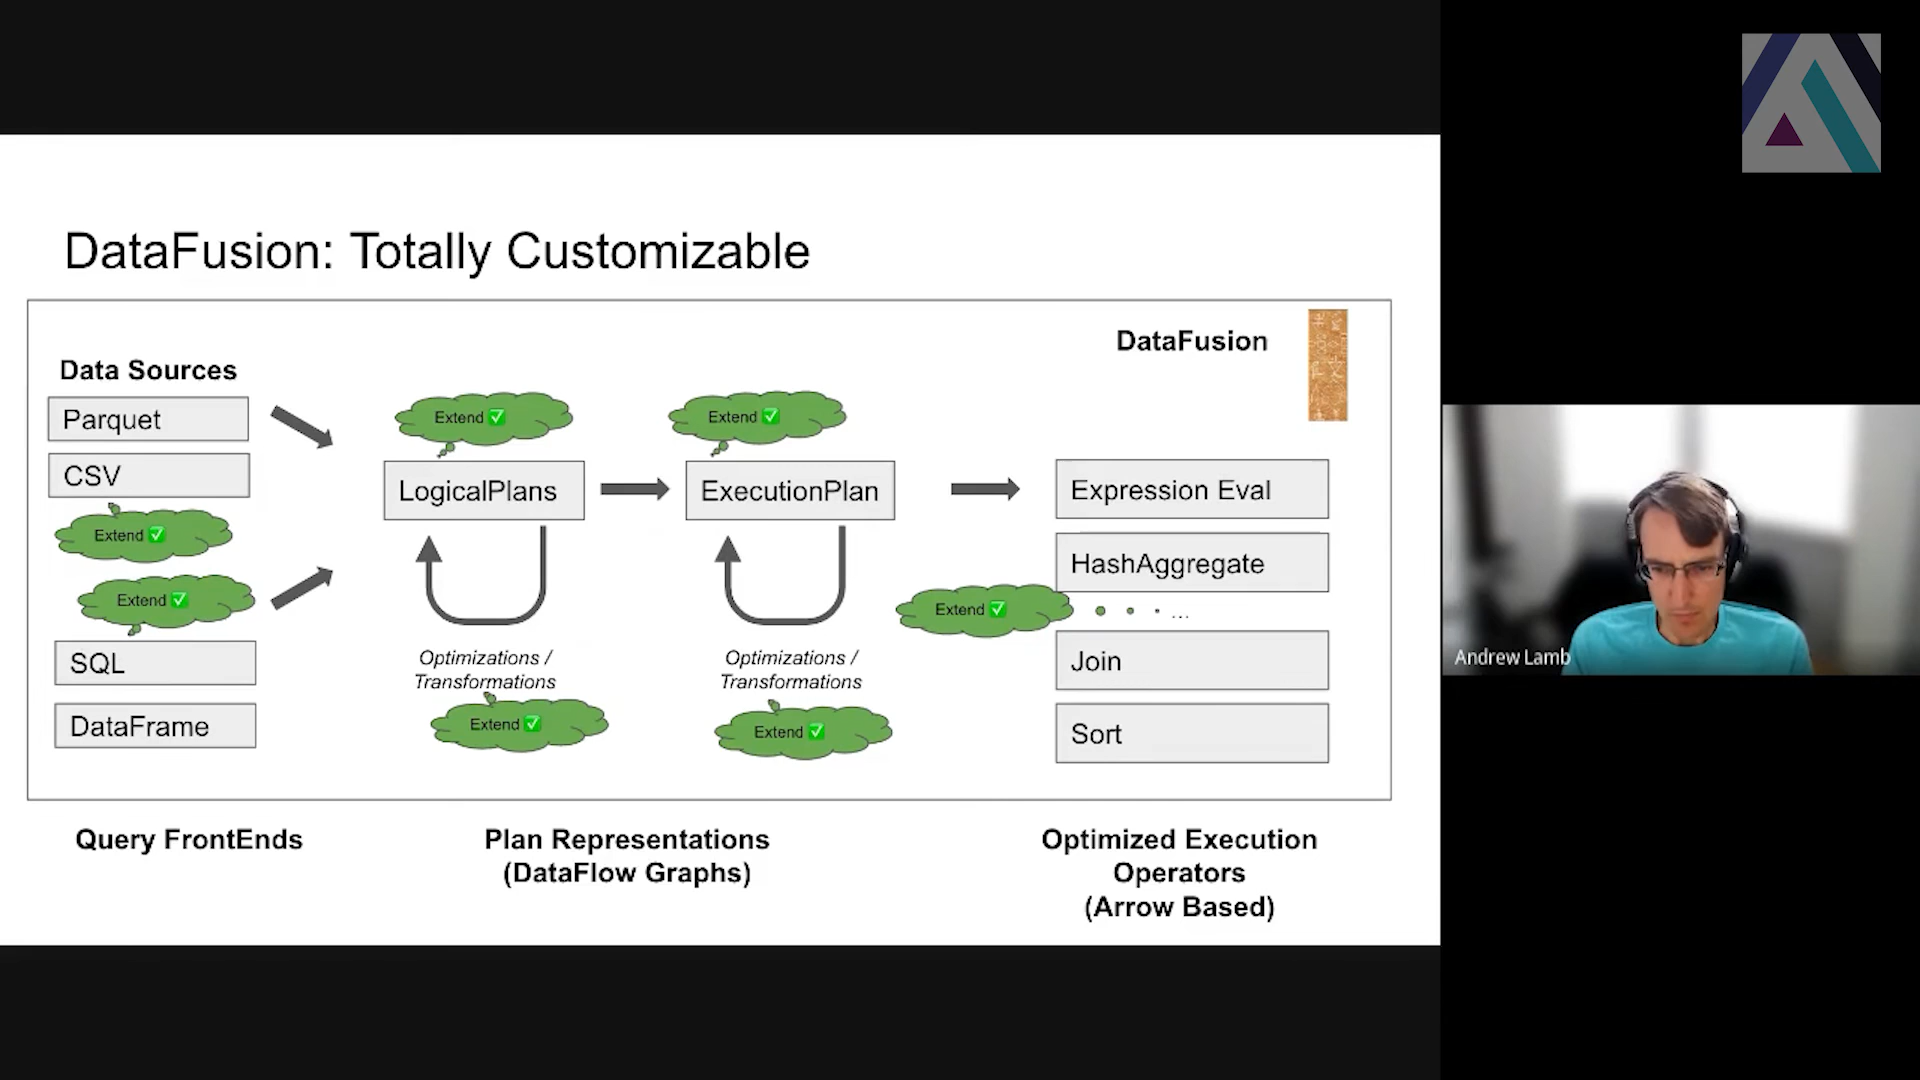 DataFusion: Totally Customizable
DataFusion
Data Sources
Parquet
CSV
Extend ✅
Extend ✅
SQL
DataFrame
Extend ✅
LogicalPlans
Optimizations /
Transformations
Extend ✅
Extend ✅
ExecutionPlan
Optimizations /
Transformations
Extend ✅
Expression Eval
HashAggregate
Extend ✅
...
Join
Sort
Query FrontEnds
Plan Representations
(DataFlow Graphs)
Optimized Execution
Operators
(Arrow Based)
Andrew Lamb